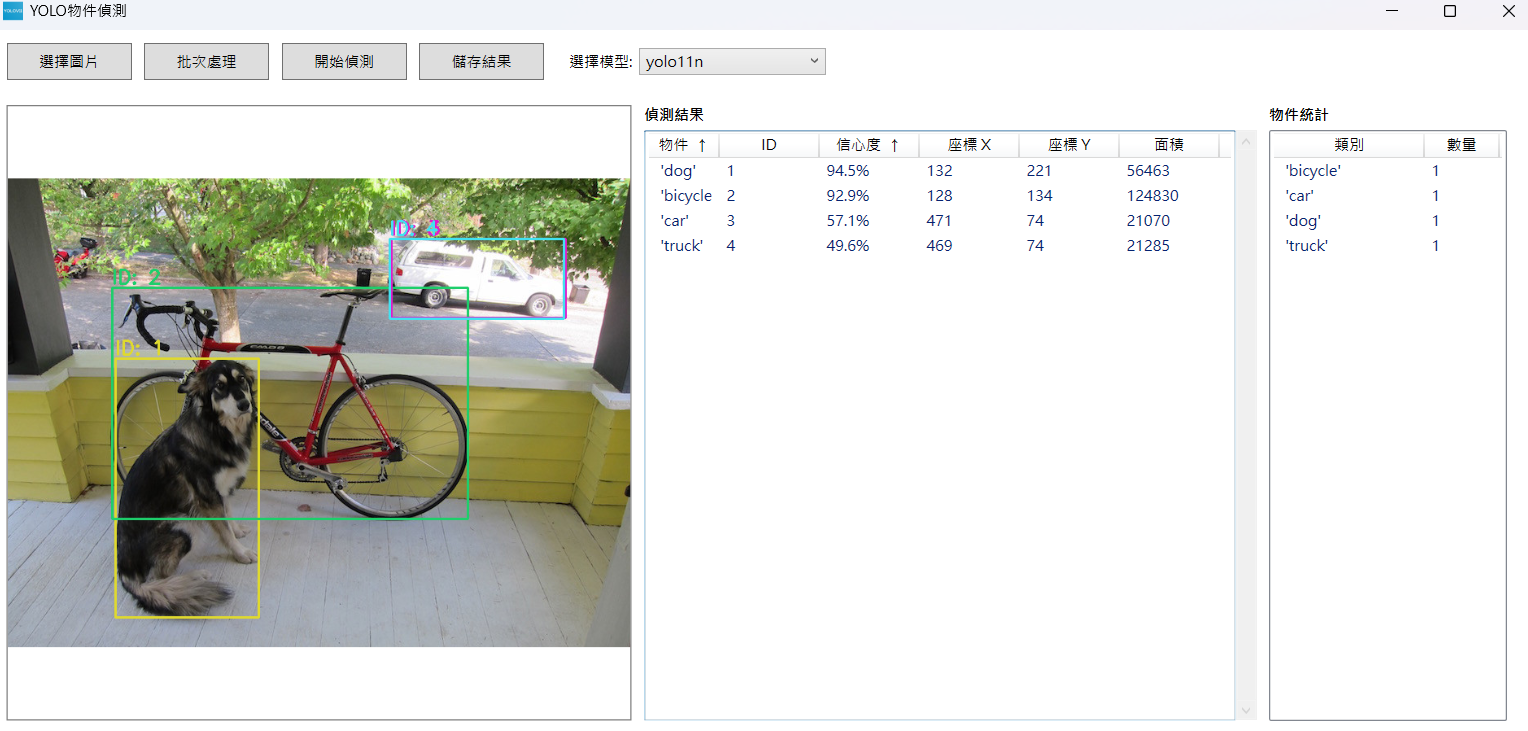 YOLO物件偵測
選擇圖片 批次處理 開始偵測 儲存結果 選擇模型: yolo11n
偵測結果
物件 ↑ ID 信心度 ↑ 座標 X 座標 Y 面積
'dog' 1 94.5% 132 221 56463
'bicycle 2 92.9% 128 134 124830
'car' 3 57.1% 471 74 21070
'truck' 4 49.6% 469 74 21285
物件統計
類別 數量
'bicycle' 1
'car' 1
'dog' 1
'truck' 1
ID:
ID: 2
ID: 1